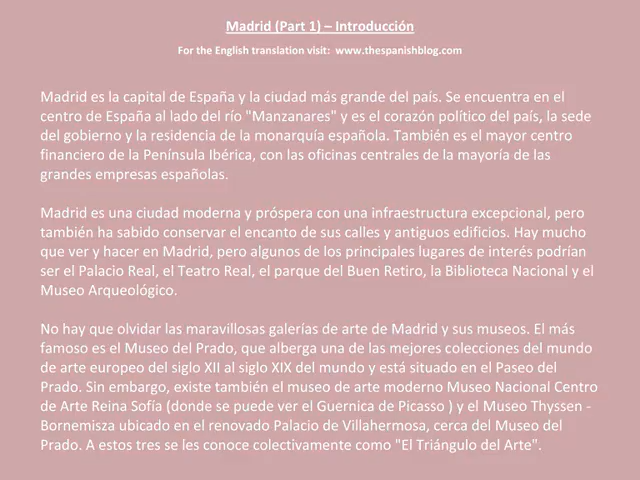 Madrid (Part 1) – Introducción
For the English translation visit: www.thespanishblog.com
Madrid es la capital de España y la ciudad más grande del país. Se encuentra en el
centro de España al lado del río "Manzanares" y es el corazón político del país, la sede
del gobierno y la residencia de la monarquía española. También es el mayor centro
financiero de la Península Ibérica, con las oficinas centrales de la mayoría de las
grandes empresas españolas.
Madrid es una ciudad moderna y próspera con una infraestructura excepcional, pero
también ha sabido conservar el encanto de sus calles y antiguos edificios. Hay mucho
que ver y hacer en Madrid, pero algunos de los principales lugares de interés podrían
ser el Palacio Real, el Teatro Real, el parque del Buen Retiro, la Biblioteca Nacional y el
Museo Arqueológico.
No hay que olvidar las maravillosas galerías de arte de Madrid y sus museos. El más
famoso es el Museo del Prado, que alberga una de las mejores colecciones del mundo
de arte europeo del siglo XII al siglo XIX del mundo y está situado en el Paseo del
Prado. Sin embargo, existe también el museo de arte moderno Museo Nacional Centro
de Arte Reina Sofía (donde se puede ver el Guernica de Picasso ) y el Museo Thyssen -
Bornemisza ubicado en el renovado Palacio de Villahermosa, cerca del Museo del
Prado. A estos tres se les conoce colectivamente como "El Triángulo del Arte".